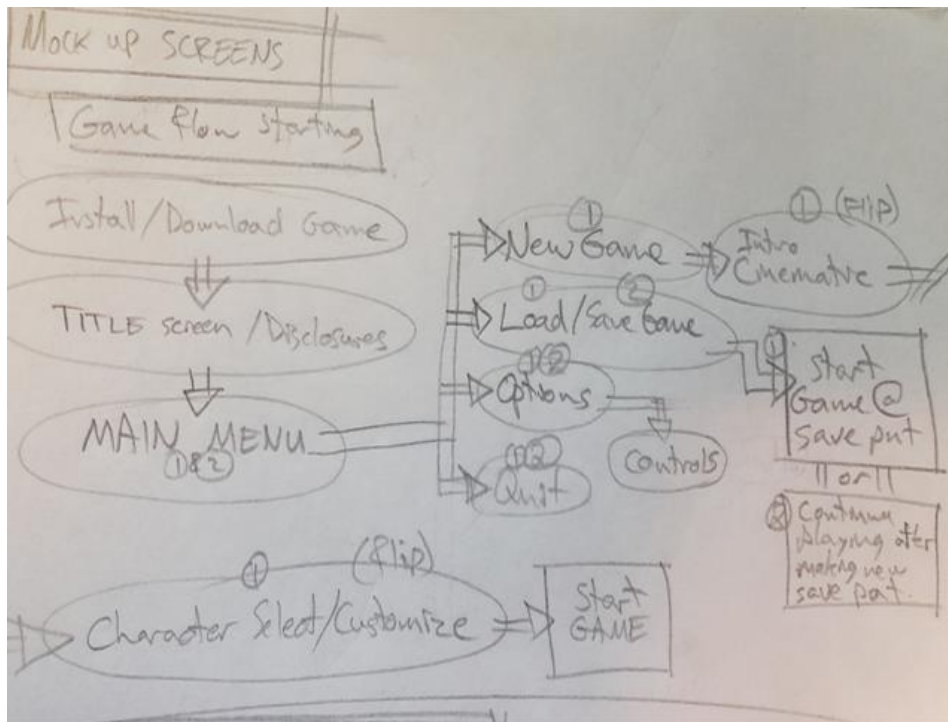 Mock up SCREENS
Game flow starting
Install/Download Game
TITLE screen/Disclosures
MAIN MENU
1 & 2
1
New Game
1 (Flip)
Intro
Cinematic
1 2
Load/Save Game
1 2
Options
Controls
1 2
Quit
1
Start
Game @
save pnt
or
2 Continue
playing after
making new
save pnt.
1 (flip)
Character Select/Customize
Start
GAME